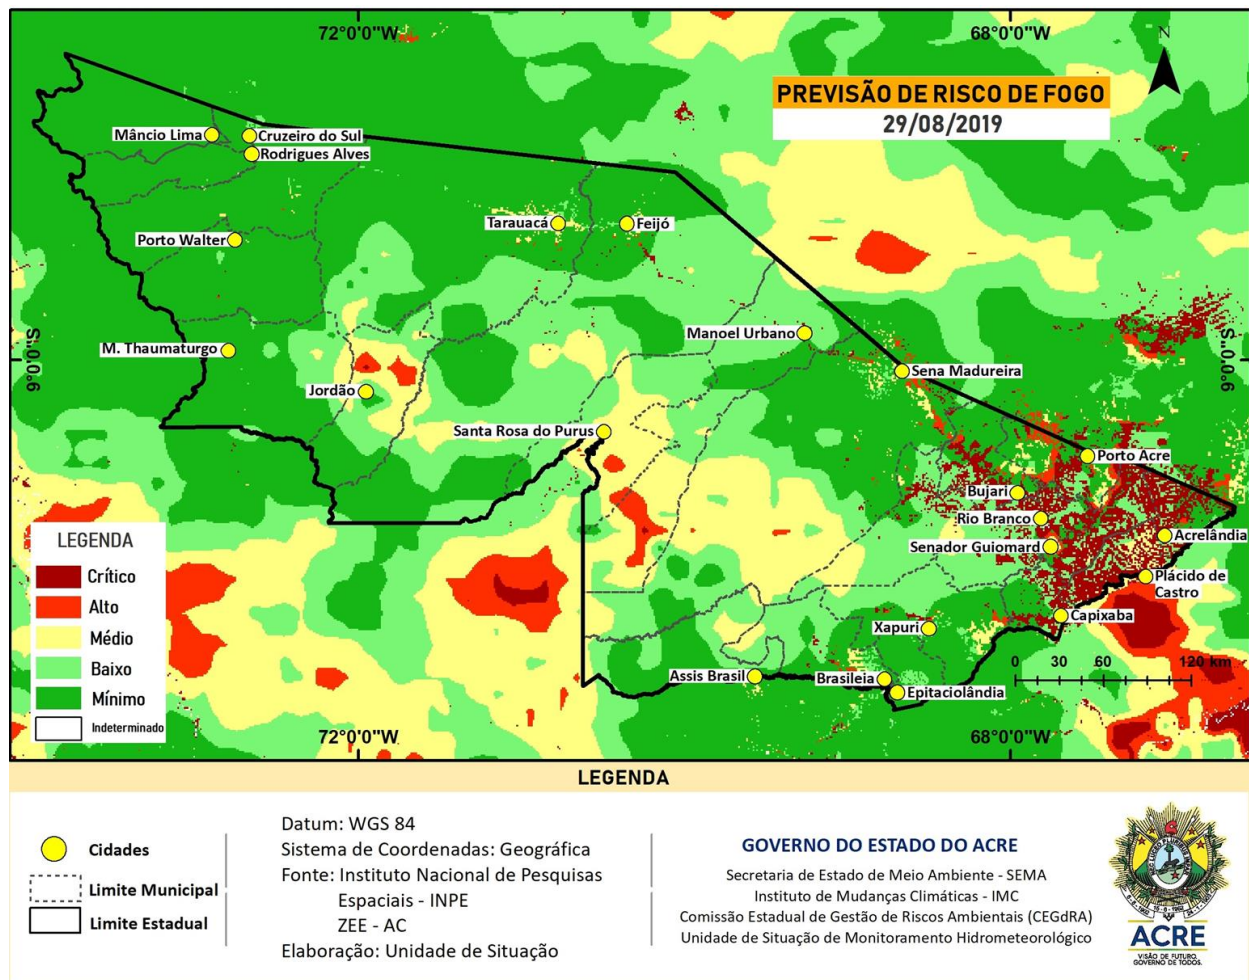 72°0'0"W
68°0'0"W
N
PREVISÃO DE RISCO DE FOGO
29/08/2019
Mâncio Lima
Cruzeiro do Sul
Rodrigues Alves
Tarauacá
Feijó
Porto Walter
9°0'0"S
9°0'0"S
Manoel Urbano
M. Thaumaturgo
Sena Madureira
Jordão
Santa Rosa do Purus
Porto Acre
Bujari
Rio Branco
Acrelândia
Senador Guiomard
Plácido de
Castro
Capixaba
Xapuri
Assis Brasil
Brasileia
Epitaciolândia
0 30 60 120 km
LEGENDA
Crítico
Alto
Médio
Baixo
Mínimo
Indeterminado
72°0'0"W
68°0'0"W
LEGENDA
Cidades
Limite Municipal
Limite Estadual
Datum: WGS 84
Sistema de Coordenadas: Geográfica
Fonte: Instituto Nacional de Pesquisas
Espaciais - INPE
ZEE - AC
Elaboração: Unidade de Situação
GOVERNO DO ESTADO DO ACRE
Secretaria de Estado de Meio Ambiente - SEMA
Instituto de Mudanças Climáticas - IMC
Comissão Estadual de Gestão de Riscos Ambientais (CEGdRA)
Unidade de Situação de Monitoramento Hidrometeorológico
ACRE
VISÃO DE FUTURO.
GOVERNO DE TODOS.